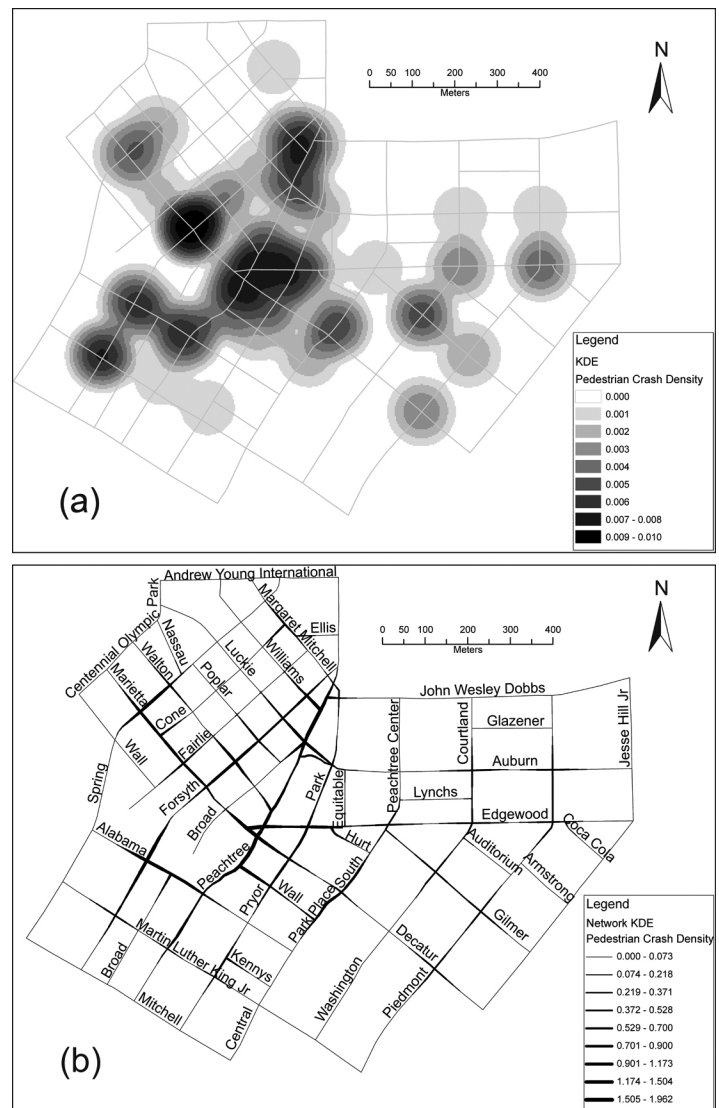 N
0 50 100 200 300 400
Meters
Legend
KDE
Pedestrian Crash Density
0.000
0.001
0.002
0.003
0.004
0.005
0.006
0.007 - 0.008
0.009 - 0.010
(a)
Andrew Young International
Centennial Olympic Park
Margaret Mitchell
Ellis
N
0 50 100 200 300 400
Meters
Nassau
Walton
Marietta
Luckie
Williams
Poplar
Cone
Wall
Fairlie
Spring
Forsyth
Broad
Park
Equitable
Peachtree Center
John Wesley Dobbs
Courtland
Glazener
Jesse Hill Jr
Auburn
Lynchs
Edgewood
Coca Cola
Alabama
Peachtree
Hurt
Auditorium
Armstrong
Pryor
Wall
Park Place South
Gilmer
Decatur
Martin Luther King Jr
Broad
Kennys
Mitchell
Central
Washington
Piedmont
Legend
Network KDE
Pedestrian Crash Density
0.000 - 0.073
0.074 - 0.218
0.219 - 0.371
0.372 - 0.528
0.529 - 0.700
0.701 - 0.900
0.901 - 1.173
1.174 - 1.504
1.505 - 1.962
(b)